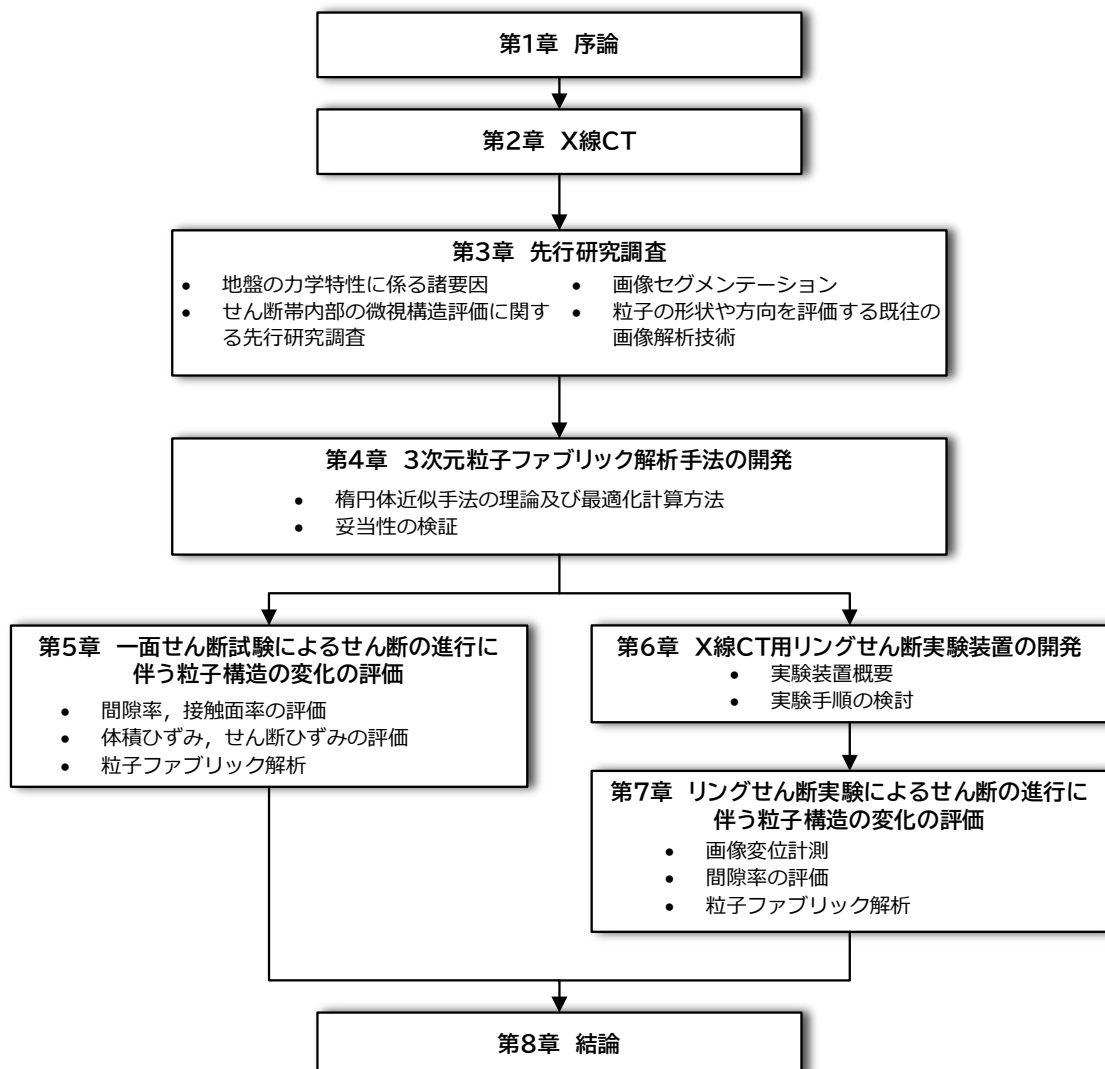 第1章 序論
第2章 X線CT
第3章 先行研究調査
• 地盤の力学特性に係る諸要因
• せん断帯内部の微視構造評価に関す
る先行研究調査
• 画像セグメンテーション
• 粒子の形状や方向を評価する既往の
画像解析技術
第4章 3次元粒子ファブリック解析手法の開発
• 楕円体近似手法の理論及び最適化計算方法
• 妥当性の検証
第5章 一面せん断試験によるせん断の進行に
伴う粒子構造の変化の評価
• 間隙率，接触面率の評価
• 体積ひずみ，せん断ひずみの評価
• 粒子ファブリック解析
第6章 X線CT用リングせん断実験装置の開発
• 実験装置概要
• 実験手順の検討
第7章 リングせん断実験によるせん断の進行に
伴う粒子構造の変化の評価
• 画像変位計測
• 間隙率の評価
• 粒子ファブリック解析
第8章 結論